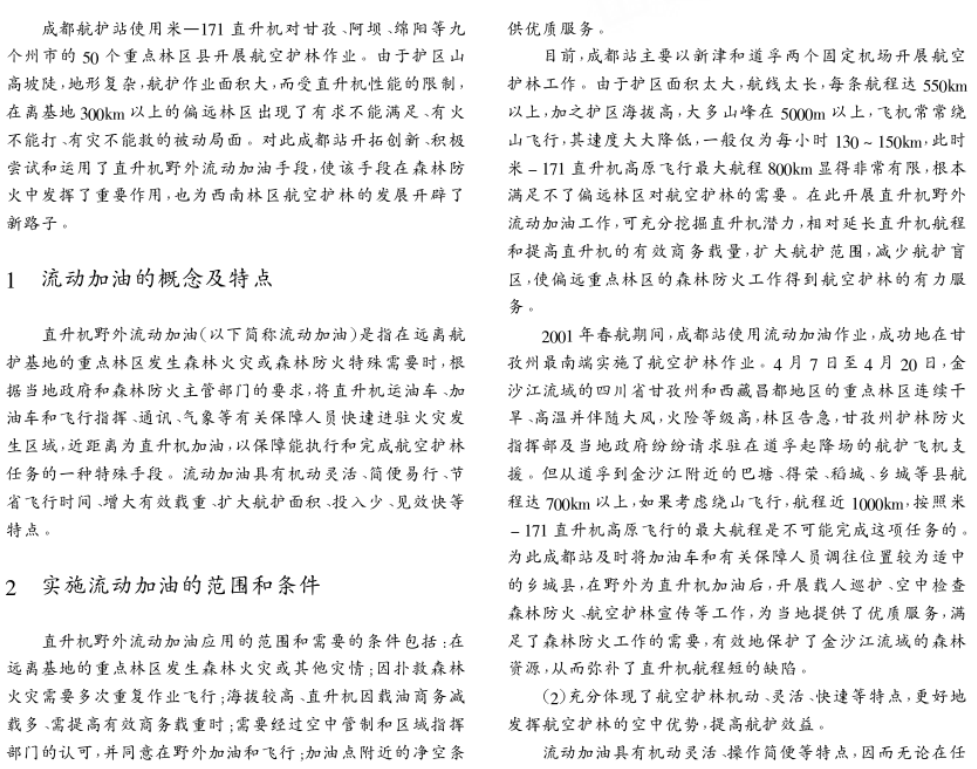 成都航护站使用米—171直升机对甘孜、阿坝、绵阳等九
个州市的50个重点林区县开展航空护林作业。由于护区山
高坡陡,地形复杂,航护作业面积大,而受直升机性能的限制,
在离基地300km以上的偏远林区出现了有求不能满足、有火
不能打、有灾不能救的被动局面。对此成都站开拓创新、积极
尝试和运用了直升机野外流动加油手段,使该手段在森林防
火中发挥了重要作用,也为西南林区航空护林的发展开辟了
新路子。
1 流动加油的概念及特点
直升机野外流动加油(以下简称流动加油)是指在远离航
护基地的重点林区发生森林火灾或森林防火特殊需要时,根
据当地政府和森林防火主管部门的要求,将直升机运油车、加
油车和飞行指挥、通讯、气象等有关保障人员快速进驻火灾发
生区域,近距离为直升机加油,以保障能执行和完成航空护林
任务的一种特殊手段。流动加油具有机动灵活、简便易行、节
省飞行时间、增大有效载重、扩大航护面积、投入少、见效快等
特点。
2 实施流动加油的范围和条件
直升机野外流动加油应用的范围和需要的条件包括:在
远离基地的重点林区发生森林火灾或其他灾情;因扑救森林
火灾需要多次重复作业飞行;海拔较高、直升机因载油商务减
载多、需提高有效商务载重时;需要经过空中管制和区域指挥
部门的认可,并同意在野外加油和飞行;加油点附近的净空条
供优质服务。
目前,成都站主要以新津和道孚两个固定机场开展航空
护林工作。由于护区面积太大,航线太长,每条航程达550km
以上,加之护区海拔高,大多山峰在5000m以上,飞机常常绕
山飞行,其速度大大降低,一般仅为每小时130~150km,此时
米－171直升机高原飞行最大航程800km显得非常有限,根本
满足不了偏远林区对航空护林的需要。在此开展直升机野外
流动加油工作,可充分挖掘直升机潜力,相对延长直升机航程
和提高直升机的有效商务载量,扩大航护范围,减少航护盲
区,使偏远重点林区的森林防火工作得到航空护林的有力服
务。
2001年春航期间,成都站使用流动加油作业,成功地在甘
孜州最南端实施了航空护林作业。4月7日至4月20日,金
沙江流域的四川省甘孜州和西藏昌都地区的重点林区连续干
旱、高温并伴随大风,火险等级高,林区告急,甘孜州护林防火
指挥部及当地政府纷纷请求驻在道孚起降场的航护飞机支
援。但从道孚到金沙江附近的巴塘、得荣、稻城、乡城等县航
程达700km以上,如果考虑绕山飞行,航程近1000km,按照米
－171直升机高原飞行的最大航程是不可能完成这项任务的。
为此成都站及时将加油车和有关保障人员调往位置较为适中
的乡城县,在野外为直升机加油后,开展载人巡护、空中检查
森林防火、航空护林宣传等工作,为当地提供了优质服务,满
足了森林防火工作的需要,有效地保护了金沙江流域的森林
资源,从而弥补了直升机航程短的缺陷。
(2)充分体现了航空护林机动、灵活、快速等特点,更好地
发挥航空护林的空中优势,提高航护效益。
流动加油具有机动灵活、操作简便等特点,因而无论在任